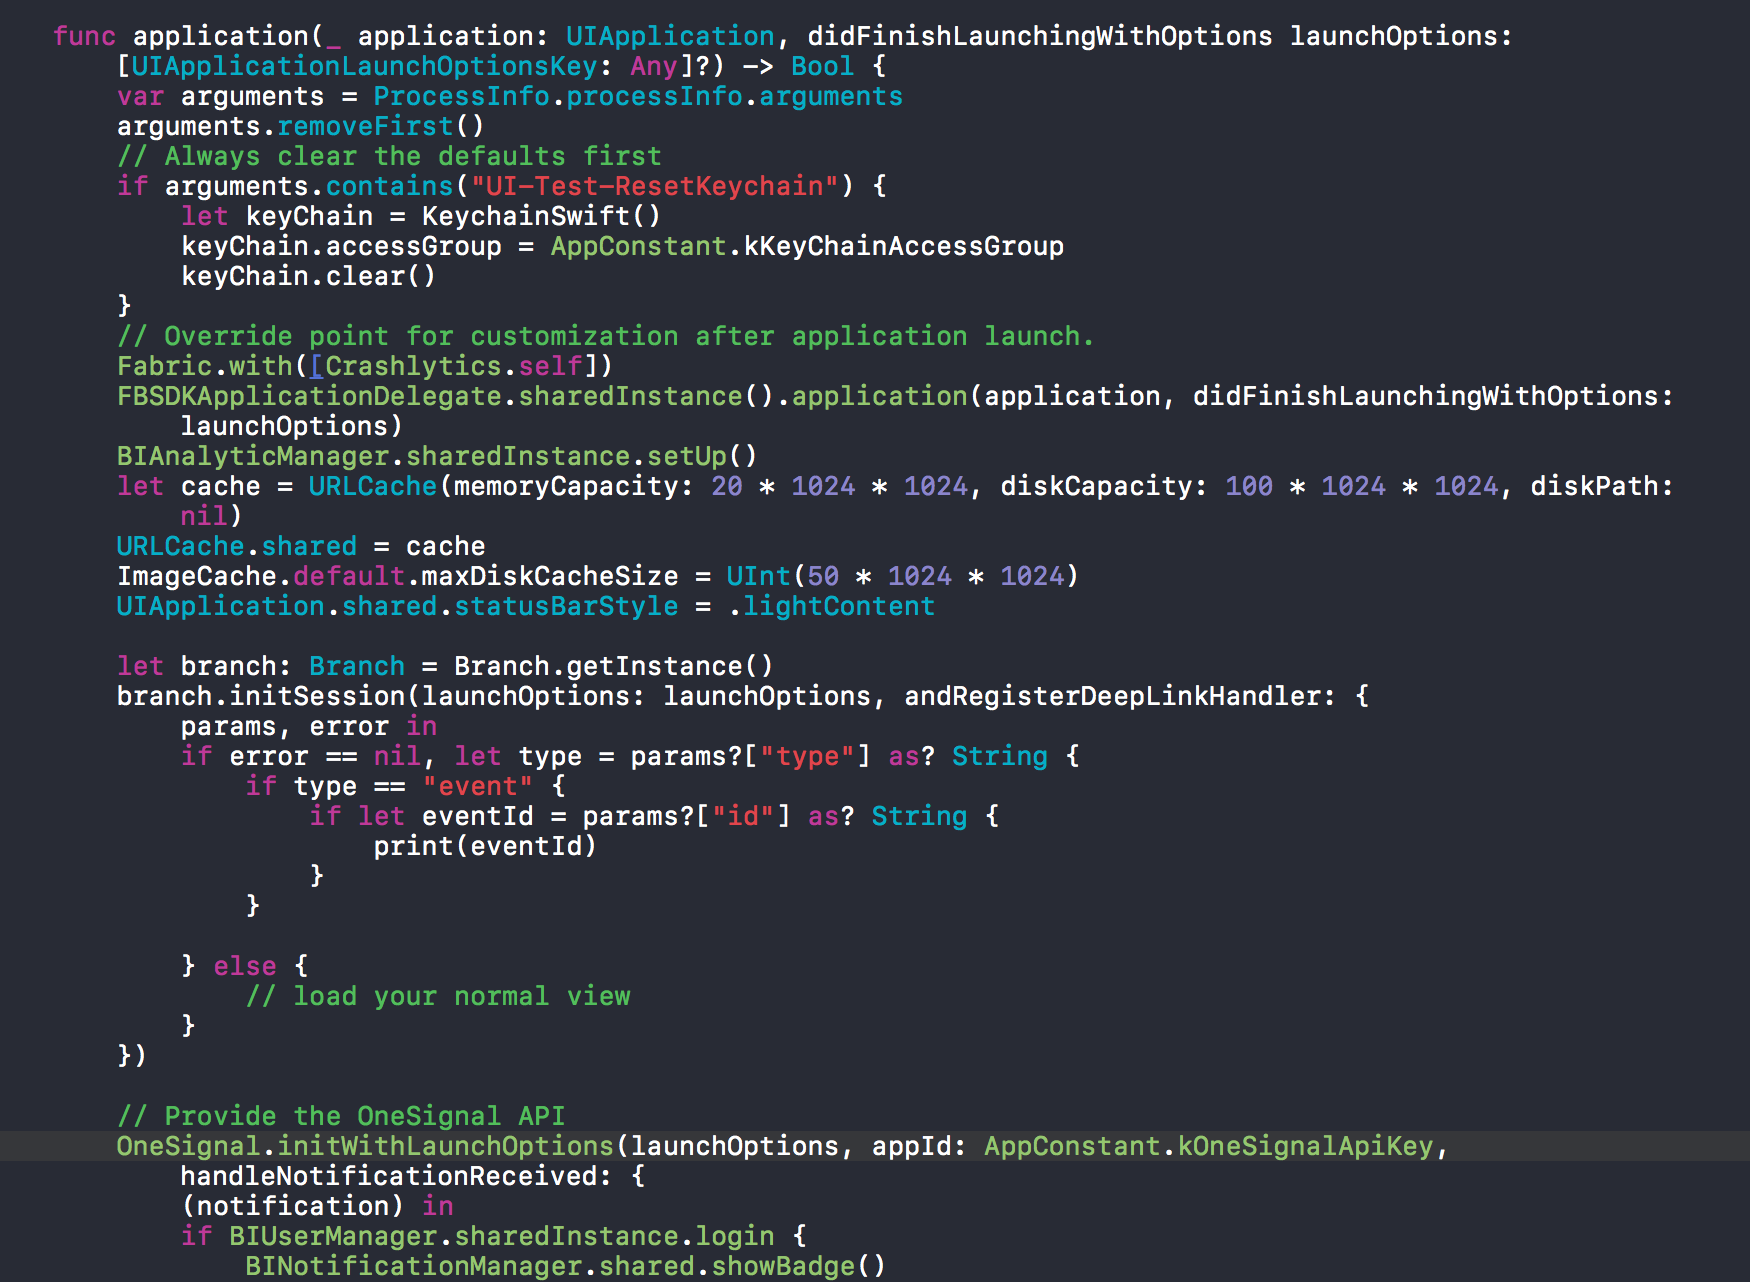 func application(_ application: UIApplication, didFinishLaunchingWithOptions launchOptions:
[UIApplicationLaunchOptionsKey: Any]?) -> Bool {
var arguments = ProcessInfo.processInfo.arguments
arguments.removeFirst()
// Always clear the defaults first
if arguments.contains("UI-Test-ResetKeychain") {
let keyChain = KeychainSwift()
keyChain.accessGroup = AppConstant.kKeyChainAccessGroup
keyChain.clear()
}
// Override point for customization after application launch.
Fabric.with([Crashlytics.self])
FBSDKApplicationDelegate.sharedInstance().application(application, didFinishLaunchingWithOptions:
launchOptions)
BIAnalyticManager.sharedInstance.setUp()
let cache = URLCache(memoryCapacity: 20 * 1024 * 1024, diskCapacity: 100 * 1024 * 1024, diskPath:
nil)
URLCache.shared = cache
ImageCache.default.maxDiskCacheSize = UInt(50 * 1024 * 1024)
UIApplication.shared.statusBarStyle = .lightContent
let branch: Branch = Branch.getInstance()
branch.initSession(launchOptions: launchOptions, andRegisterDeepLinkHandler: {
params, error in
if error == nil, let type = params?["type"] as? String {
if type == "event" {
if let eventId = params?["id"] as? String {
print(eventId)
}
}
} else {
// load your normal view
}
})
// Provide the OneSignal API
OneSignal.initWithLaunchOptions(launchOptions, appId: AppConstant.kOneSignalApiKey,
handleNotificationReceived: {
(notification) in
if BIUserManager.sharedInstance.login {
BINotificationManager.shared.showBadge()